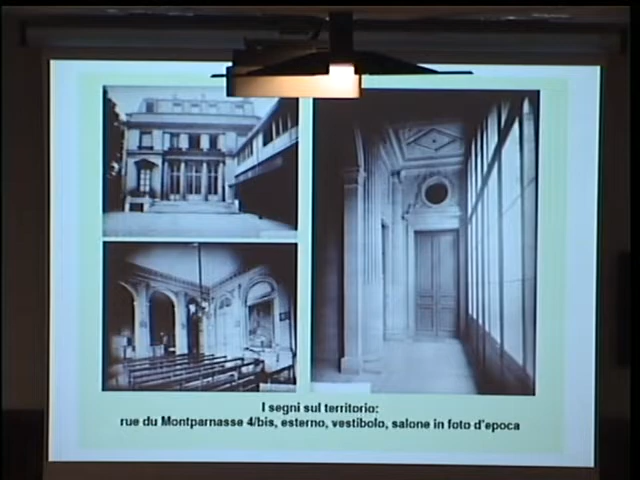 I segni sul territorio:
rue du Montparnasse 4/bis, esterno, vestibolo, salone in foto d'epoca